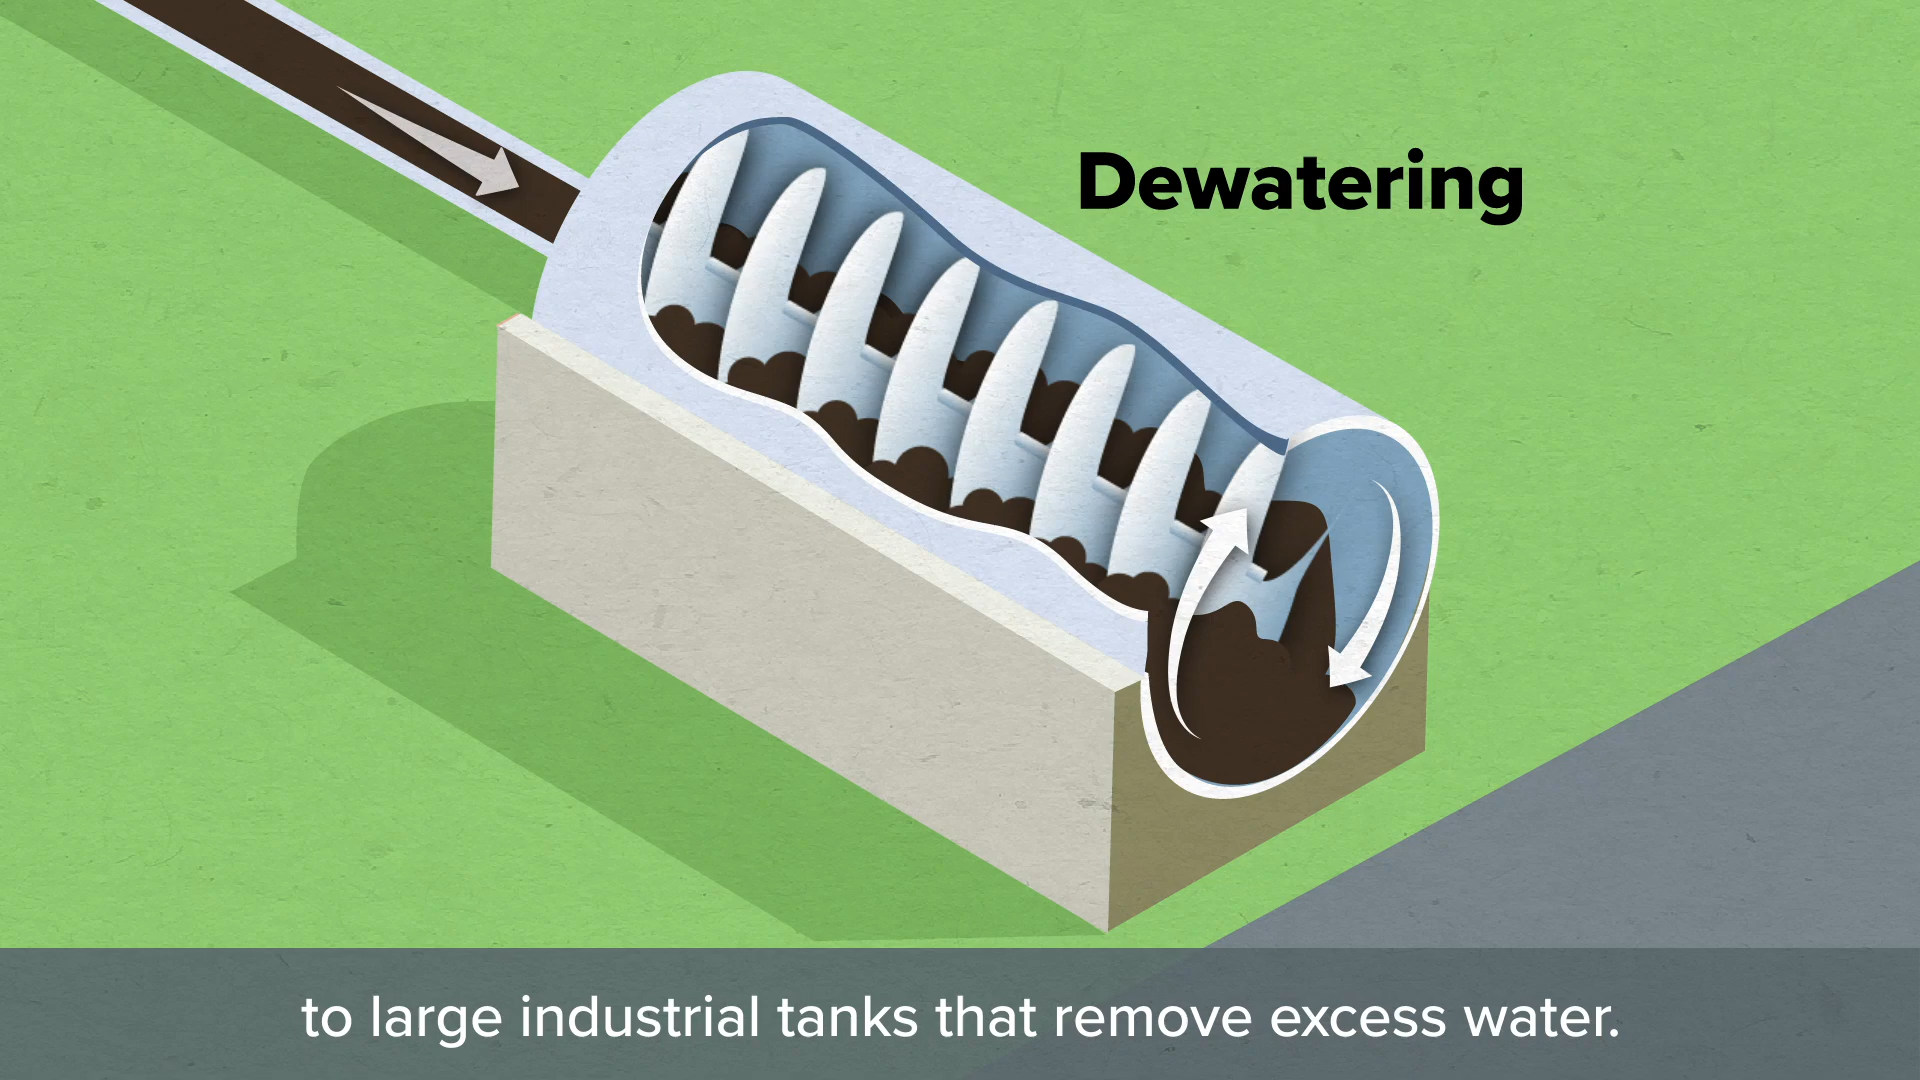 Dewatering
to large industrial tanks that remove excess water.